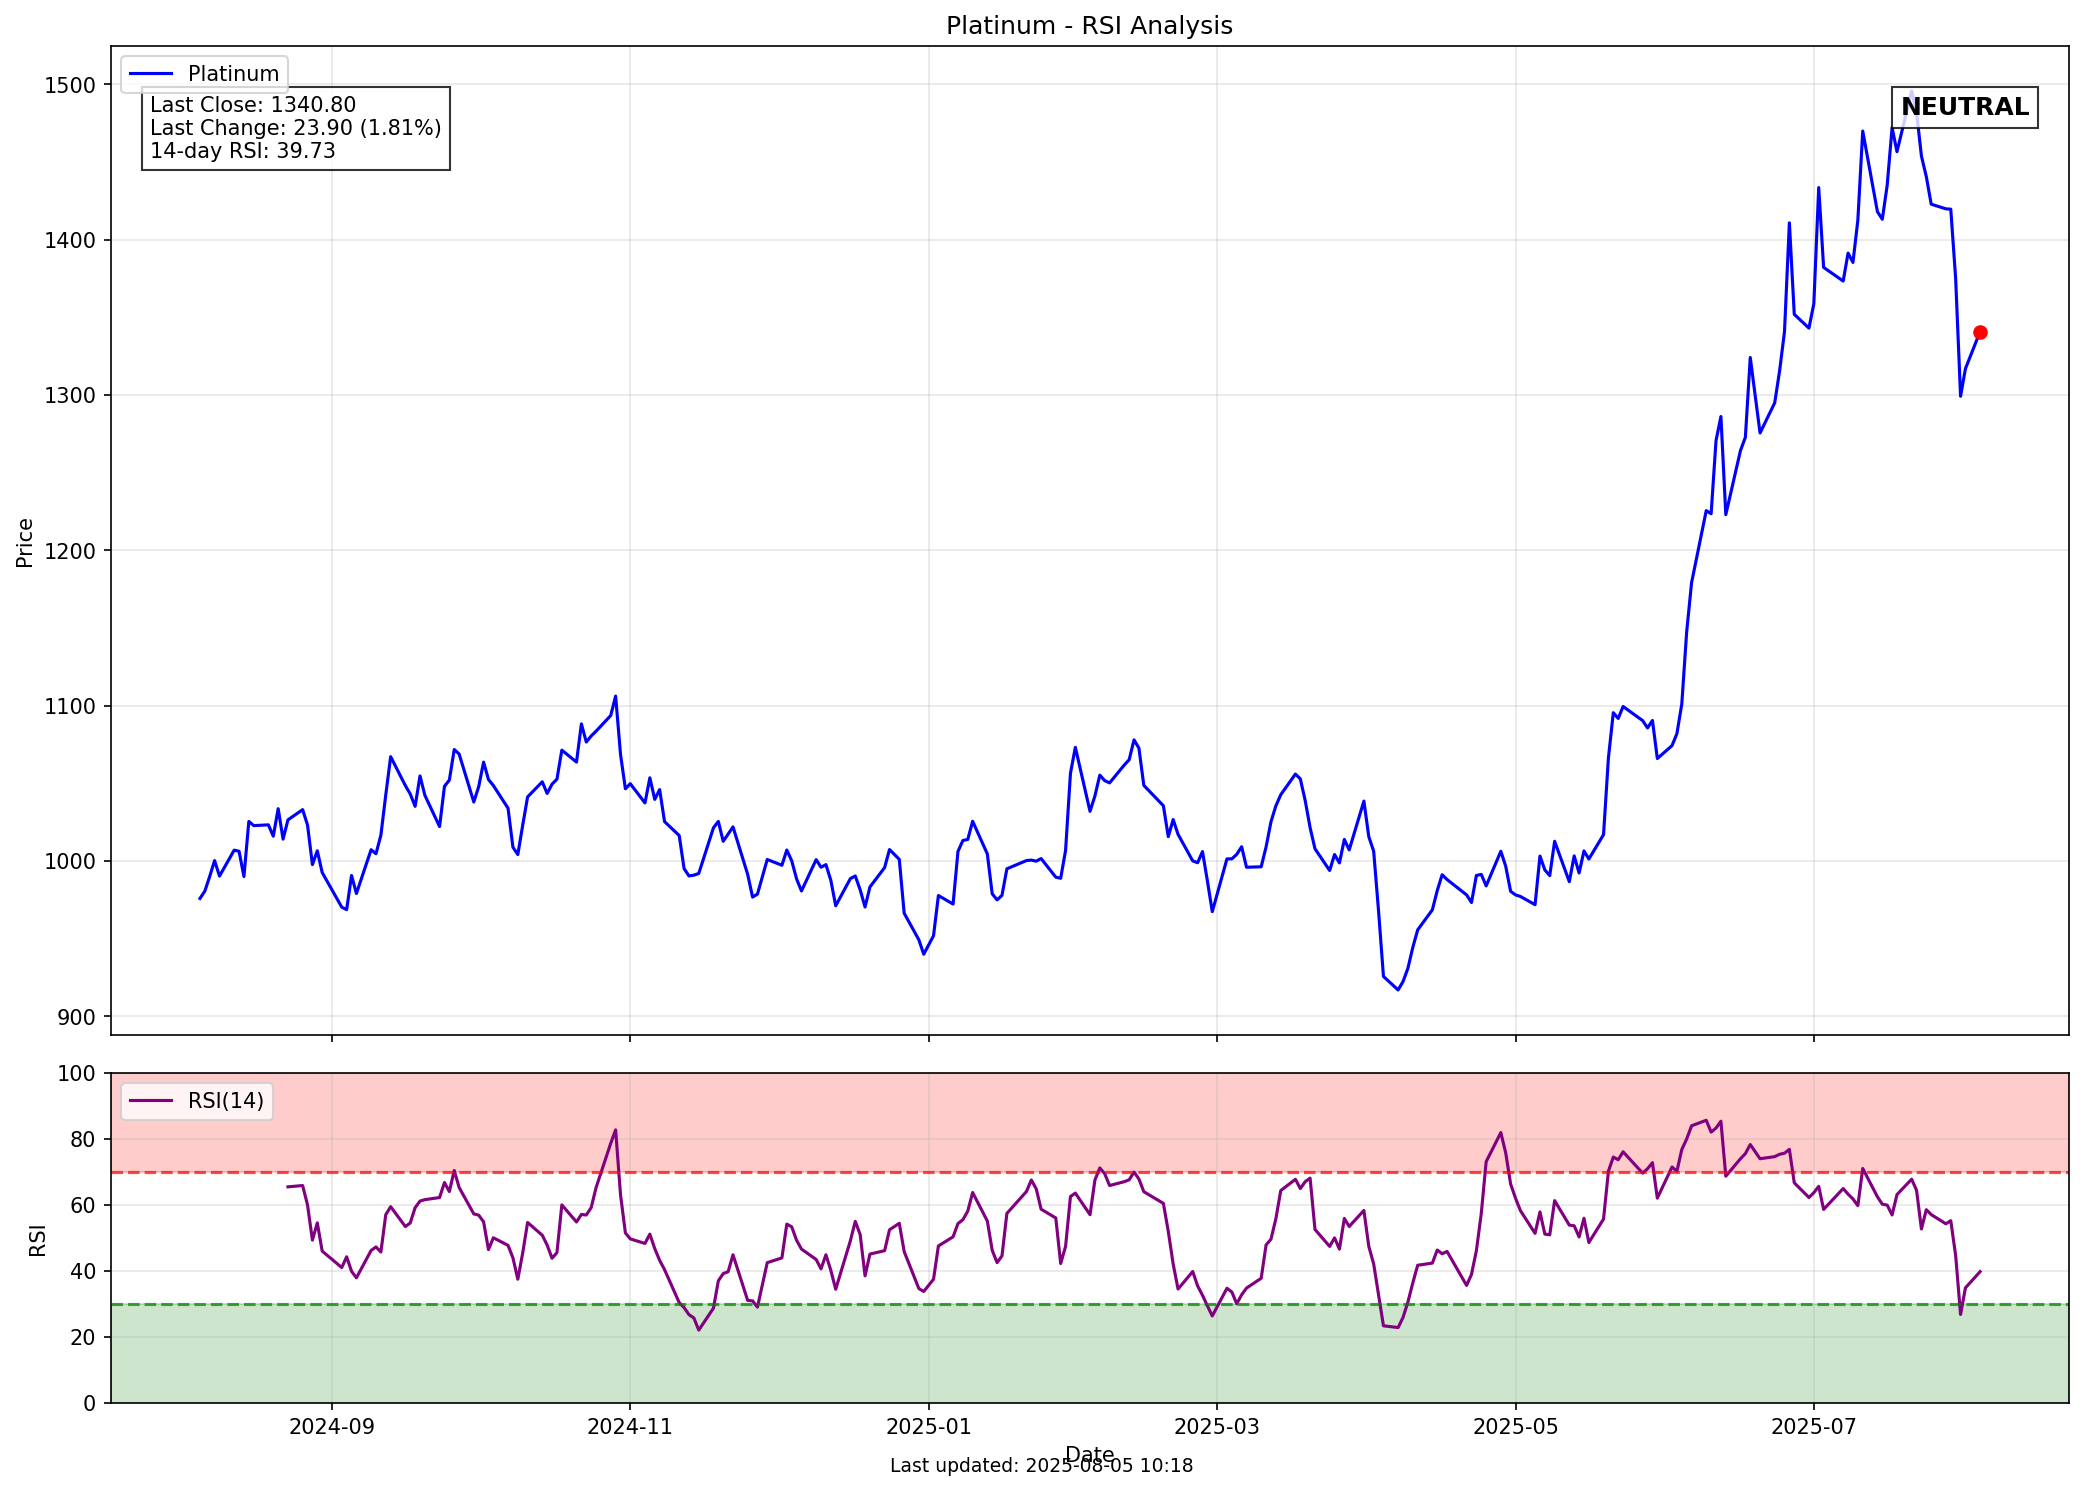 Platinum - RSI Analysis
Platinum
Last Close: 1340.80
Last Change: 23.90 (1.81%)
14-day RSI: 39.73
NEUTRAL
1500
1400
1300
1200
1100
1000
900
Price
RSI(14)
100
80
60
40
20
0
RSI
2024-09 2024-11 2025-01 2025-03 2025-05 2025-07
Date
Last updated: 2025-08-05 10:18